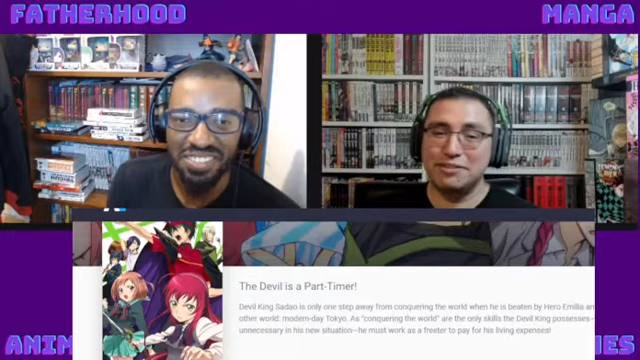 FATHERHOOD
MANGA
The Devil is a Part-Timer!
Devil King Sadao is only one step away from conquering the world when he is beaten by Hero Emilia an
other world: modern-day Tokyo. As "conquering the world" are the only skills the Devil King possesses—
unnecessary in his new situation—he must work as a freeter to pay for his living expenses!
ANIM
ES